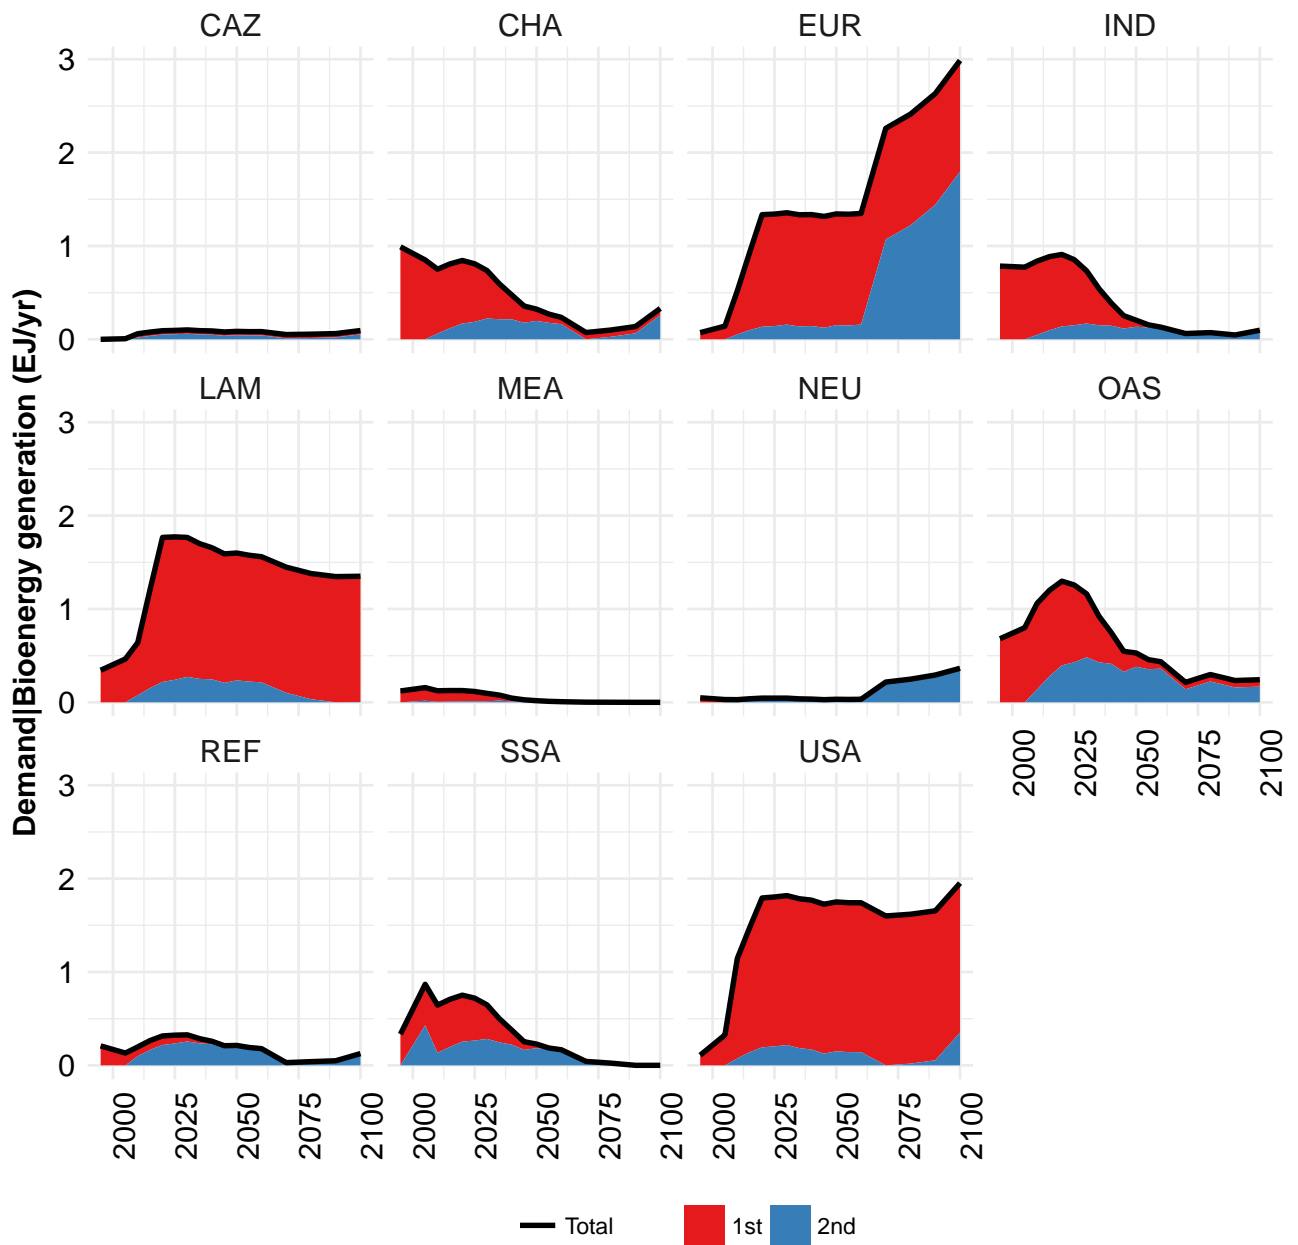 CAZ CHA EUR IND
3
2
1
0
LAM MEA NEU OAS
3
2
1
0
2000 2025 2050 2075 2100
REF SSA USA
3
2
1
0
2000 2025 2050 2075 2100 2000 2025 2050 2075 2100 2000 2025 2050 2075 2100
Demand|Bioenergy generation (EJ/yr)
Total 1st 2nd